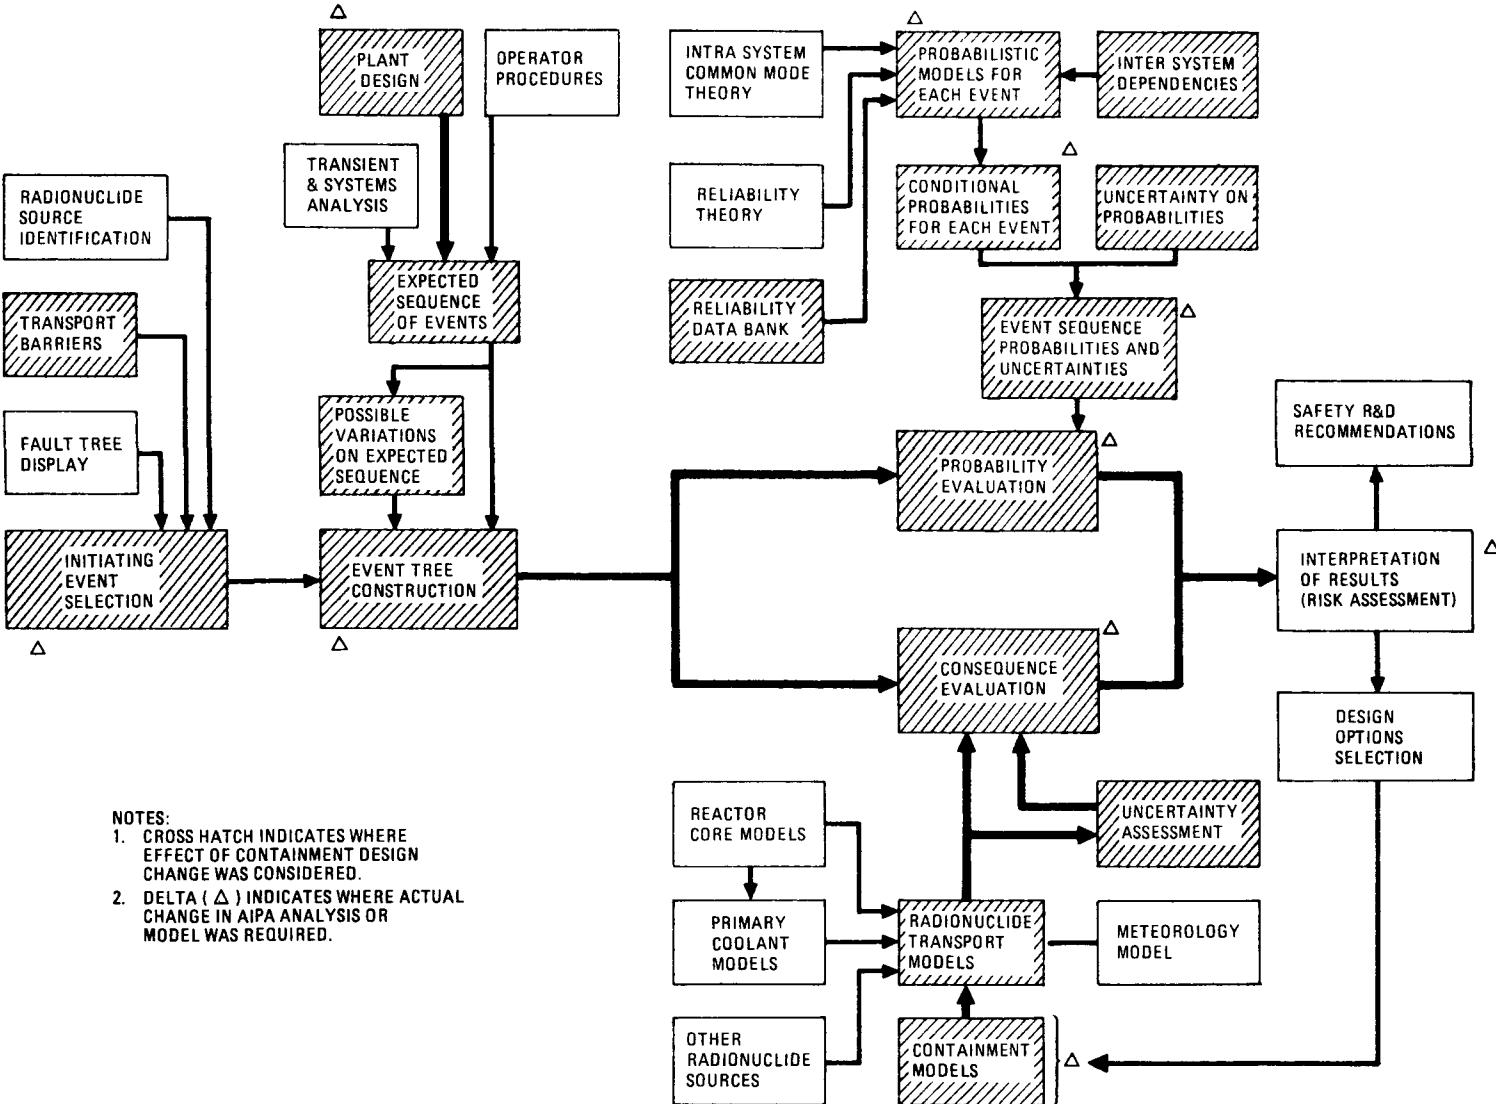 △
PLANT
DESIGN
OPERATOR
PROCEDURES
TRANSIENT
& SYSTEMS
ANALYSIS
RADIONUCLIDE
SOURCE
IDENTIFICATION
TRANSPORT
BARRIERS
FAULT TREE
DISPLAY
EXPECTED
SEQUENCE
OF EVENTS
POSSIBLE
VARIATIONS
ON EXPECTED
SEQUENCE
INITIATING
EVENT
SELECTION
△
EVENT TREE
CONSTRUCTION
△
INTRA SYSTEM
COMMON MODE
THEORY
△
PROBABILISTIC
MODELS FOR
EACH EVENT
INTER SYSTEM
DEPENDENCIES
RELIABILITY
THEORY
△
CONDITIONAL
PROBABILITIES
FOR EACH EVENT
UNCERTAINTY ON
PROBABILITIES
RELIABILITY
DATA BANK
EVENT SEQUENCE
PROBABILITIES AND
UNCERTAINTIES
△
PROBABILITY
EVALUATION
△
SAFETY R&D
RECOMMENDATIONS
INTERPRETATION
OF RESULTS
(RISK ASSESSMENT)
△
CONSEQUENCE
EVALUATION
△
DESIGN
OPTIONS
SELECTION
REACTOR
CORE MODELS
UNCERTAINTY
ASSESSMENT
PRIMARY
COOLANT
MODELS
RADIONUCLIDE
TRANSPORT
MODELS
METEOROLOGY
MODEL
OTHER
RADIONUCLIDE
SOURCES
CONTAINMENT
MODELS
△
NOTES:
1. CROSS HATCH INDICATES WHERE
EFFECT OF CONTAINMENT DESIGN
CHANGE WAS CONSIDERED.
2. DELTA ( △ ) INDICATES WHERE ACTUAL
CHANGE IN AIPA ANALYSIS OR
MODEL WAS REQUIRED.